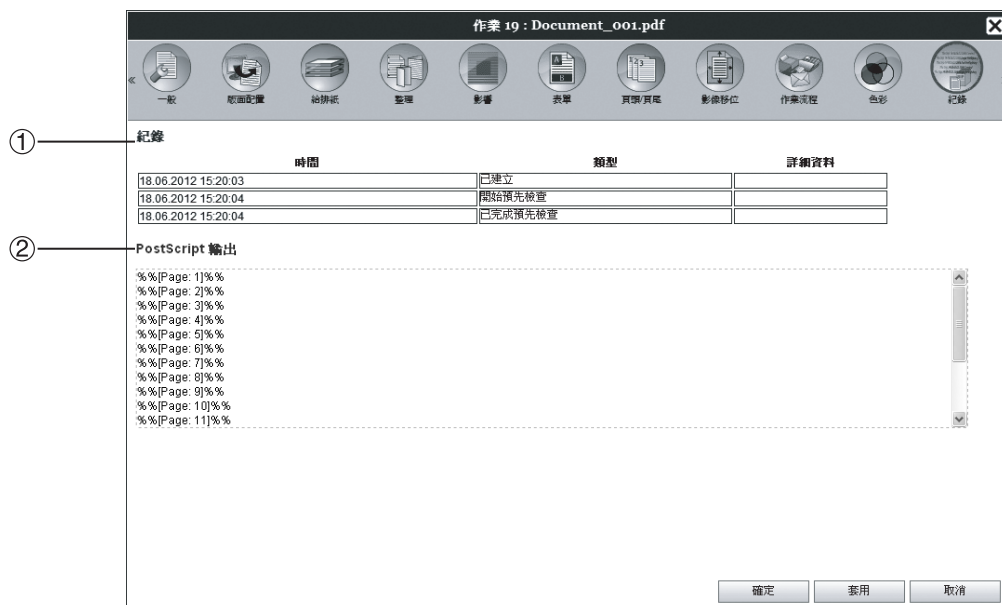 作業 19 : Document_001.pdf
«
一般 版面配置 給排紙 整理 影響 表單 頁頭/頁尾 影像移位 作業流程 色彩 紀錄
①
紀錄
時間 類型 詳細資料
18.06.2012 15:20:03 已建立
18.06.2012 15:20:04 開始預先檢查
18.06.2012 15:20:04 已完成預先檢查
②
PostScript 輸出
%%[Page: 1]%%
%%[Page: 2]%%
%%[Page: 3]%%
%%[Page: 4]%%
%%[Page: 5]%%
%%[Page: 6]%%
%%[Page: 7]%%
%%[Page: 8]%%
%%[Page: 9]%%
%%[Page: 10]%%
%%[Page: 11]%%
確定 套用 取消